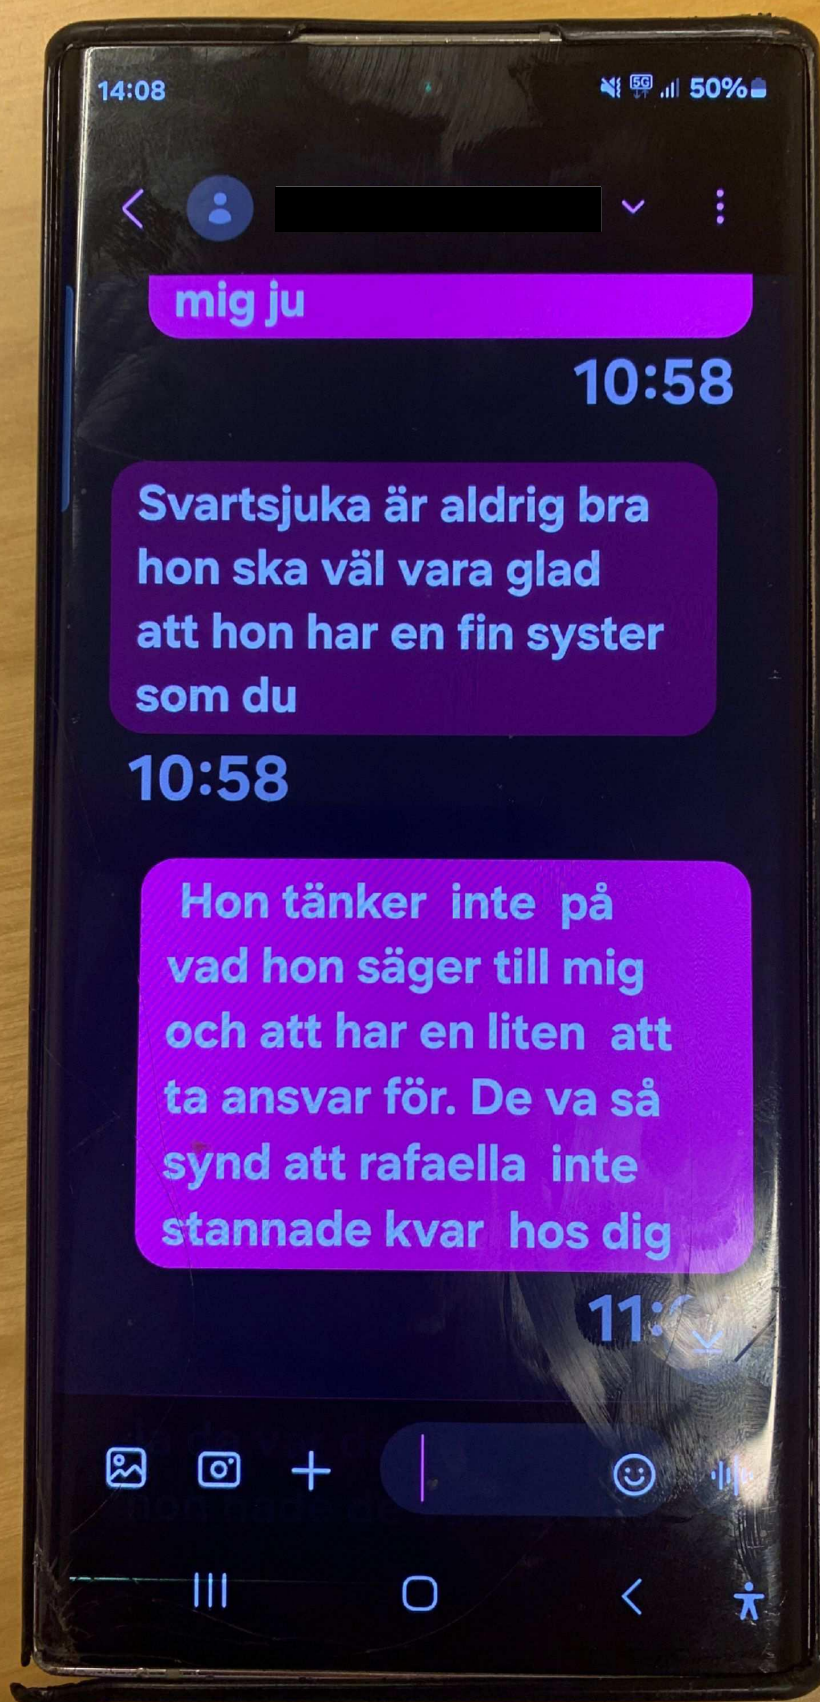 14:08
5G
50%
mig ju
10:58
Svartsjuka är aldrig bra
hon ska väl vara glad
att hon har en fin syster
som du
10:58
Hon tänker inte på
vad hon säger till mig
och att har en liten att
ta ansvar för. De va så
synd att rafaella inte
stannade kvar hos dig
11: